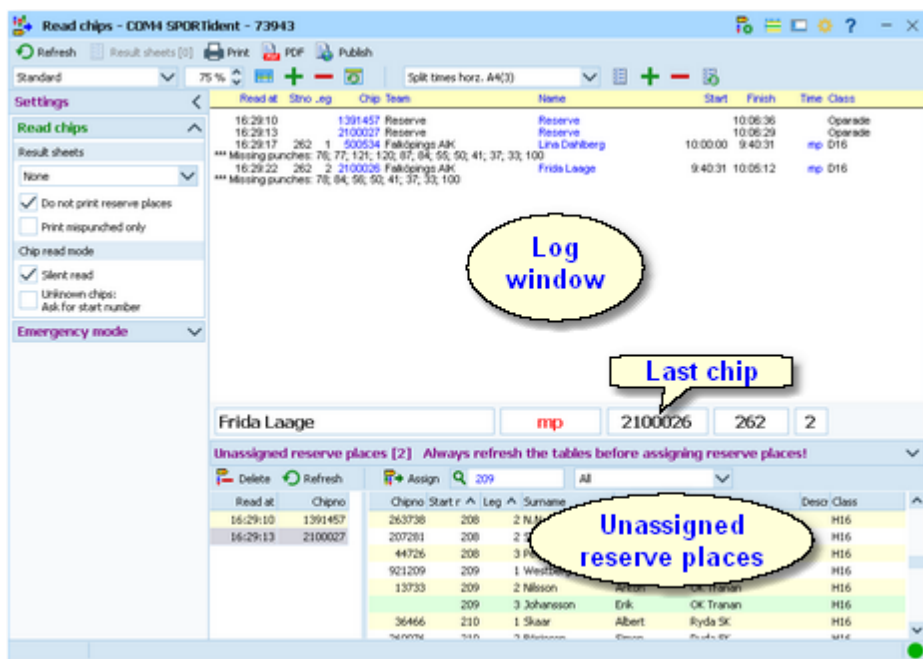 Read chips - COM4 SPORTident - 73943
Refresh Result sheets [0] Print PDF Publish
Standard 75 % Split times horz. A4(3)
Settings
Read chips
Result sheets
None
Do not print reserve places
Print mispunched only
Chip read mode
Silent read
Unknown chips:
Ask for start number
Emergency mode
Read at Stno Leg Chip Team Name Start Finish Time Class
16:29:10 1391457 Reserve Reserve 10:06:36 Oparade
16:29:13 2100027 Reserve Reserve 10:06:29 Oparade
16:29:17 262 1 500534 Falköpings AIK Lina Dahlberg 10:00:00 9:40:31 mp D16
*** Missing punches: 76; 77; 121; 120; 87; 84; 55; 50; 41; 37; 33; 100
16:29:22 262 2 2100026 Falköpings AIK Frida Laage 9:40:31 10:05:12 mp D16
*** Missing punches: 78; 84; 58; 50; 41; 37; 33; 100
Log
window
Last chip
Frida Laage mp 2100026 262 2
Unassigned reserve places [2] Always refresh the tables before assigning reserve places!
Delete Refresh Assign 209 All
Read at Chipno
16:29:10 1391457
16:29:13 2100027
Chipno Start r Leg Surname Descr Class
263738 208 2 H16
207281 208 2 H16
44726 208 3 H16
921209 209 1 H16
13733 209 2 Nilsson Anton OK Tranan H16
209 3 Johansson Erik OK Tranan H16
36466 210 1 Skaar Albert Ryda SK H16
210 Ryda SK H16
Unassigned
reserve places